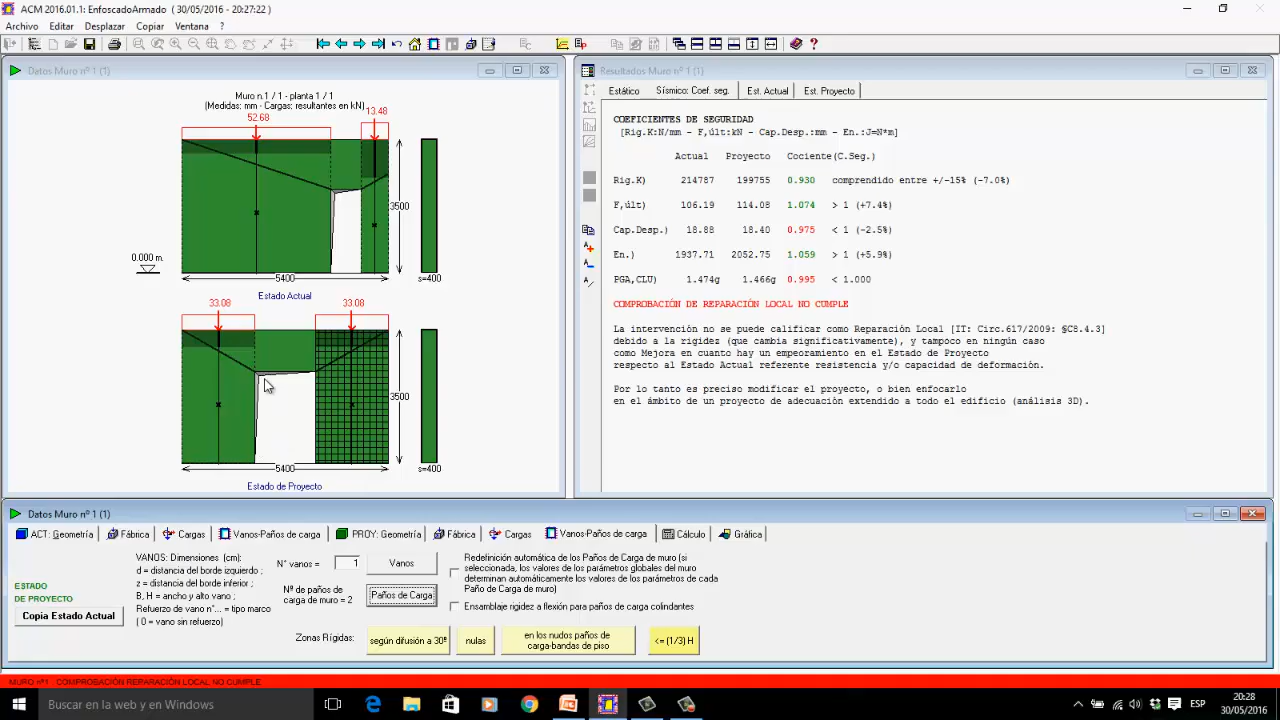 ACM 2016.01.1: EnfoscadoArmado ( 30/05/2016 - 20:27:22 )
Archivo Editar Desplazar Copiar Ventana ?
Datos Muro nº 1 (1)
Muro n.1 / 1 - planta 1 / 1
(Medidas: mm - Cargas: resultantes en kN)
52.68
13.48
3500
0.000 m.
5400
s=400
Estado Actual
33.08
33.08
3500
5400
s=400
Estado de Proyecto
Resultados Muro nº 1 (1)
Estático Sísmico: Coef. seg. Est. Actual Est. Proyecto
COEFICIENTES DE SEGURIDAD
[Rig.K:N/mm - F,últ:kN - Cap.Desp.:mm - En.:J=N*m]
Actual Proyecto Cociente(C.Seg.)
Rig.K) 214787 199755 0.930 comprendido entre +/-15% (-7.0%)
F,últ) 106.19 114.08 1.074 > 1 (+7.4%)
Cap.Desp.) 18.88 18.40 0.975 < 1 (-2.5%)
En.) 1937.71 2052.75 1.059 > 1 (+5.9%)
PGA,CLU) 1.474g 1.466g 0.995 < 1.000
COMPROBACIÓN DE REPARACIÓN LOCAL NO CUMPLE
La intervención no se puede calificar como Reparación Local [IT: Circ.617/2009: §C8.4.3]
debido a la rigidez (que cambia significativamente), y tampoco en ningún caso
como Mejora en cuanto hay un empeoramiento en el Estado de Proyecto
respecto al Estado Actual referente resistencia y/o capacidad de deformación.
Por lo tanto es preciso modificar el proyecto, o bien enfocarlo
en el ámbito de un proyecto de adecuación extendido a todo el edificio (análisis 3D).
Datos Muro nº 1 (1)
ACT: Geometría Fábrica Cargas Vanos-Paños de carga PROY: Geometría Fábrica Cargas Vanos-Paños de carga Cálculo Gráfica
ESTADO
DE PROYECTO
Copia Estado Actual
VANOS: Dimensiones (cm):
d = distancia del borde izquierdo ;
z = distancia del borde inferior ;
B, H = ancho y alto vano ;
Refuerzo de vano n°... = tipo marco
( 0 = vano sin refuerzo)
N° vanos = 1 Vanos
Nº de paños de
carga de muro = 2
Paños de Carga
Zonas Rígidas: según difusión a 30º nulas en los nudos paños de
carga-bandas de piso
<= (1/3) H
Redefinición automática de los Paños de Carga de muro (si
seleccionada, los valores de los parámetros globales del muro
determinan automáticamente los valores de los parámetros de cada
Paño de Carga de muro)
Ensamblaje rigidez a flexión para paños de carga colindantes
MURO nº1 COMPROBACIÓN REPARACIÓN LOCAL NO CUMPLE
Buscar en la web y en Windows
ESP
20:28
30/05/2016